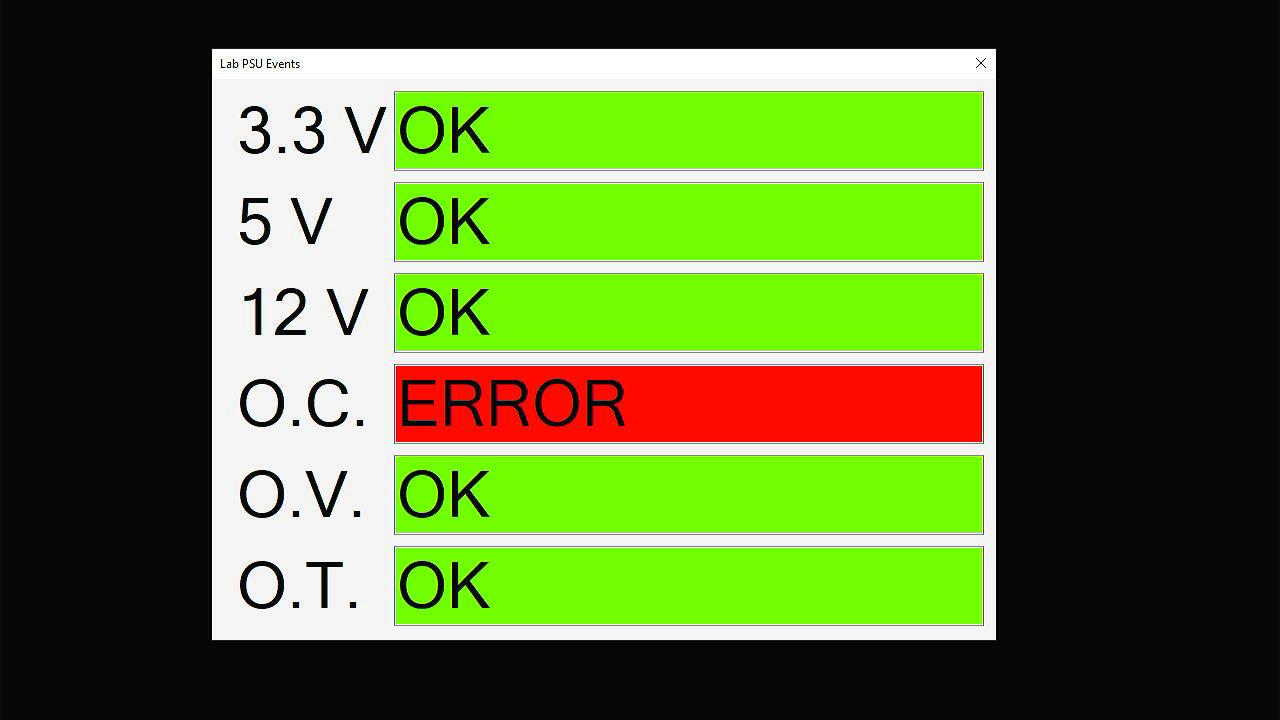 Lab PSU Events
3.3 V OK
5 V OK
12 V OK
O.C. ERROR
O.V. OK
O.T. OK